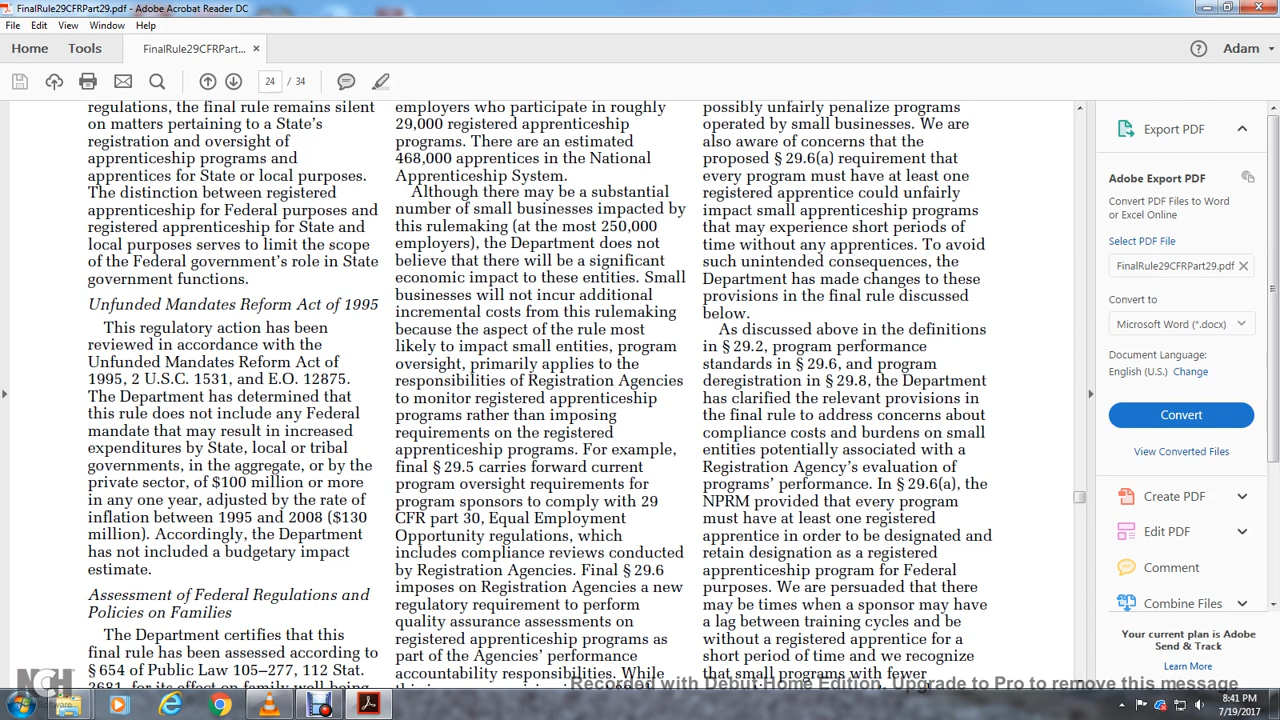 FinalRule29CFRPart29.pdf - Adobe Acrobat Reader DC
File Edit View Window Help
Home Tools FinalRule29CFRPart... × Adam
24 / 34
regulations, the final rule remains silent
on matters pertaining to a State's
registration and oversight of
apprenticeship programs and
apprentices for State or local purposes.
The distinction between registered
apprenticeship for Federal purposes and
registered apprenticeship for State and
local purposes serves to limit the scope
of the Federal government's role in State
government functions.
Unfunded Mandates Reform Act of 1995
This regulatory action has been
reviewed in accordance with the
Unfunded Mandates Reform Act of
1995, 2 U.S.C. 1531, and E.O. 12875.
The Department has determined that
this rule does not include any Federal
mandate that may result in increased
expenditures by State, local or tribal
governments, in the aggregate, or by the
private sector, of $100 million or more
in any one year, adjusted by the rate of
inflation between 1995 and 2008 ($130
million). Accordingly, the Department
has not included a budgetary impact
estimate.
Assessment of Federal Regulations and
Policies on Families
The Department certifies that this
final rule has been assessed according to
§ 654 of Public Law 105–277, 112 Stat.
2681, for its effect on family well-being
employers who participate in roughly
29,000 registered apprenticeship
programs. There are an estimated
468,000 apprentices in the National
Apprenticeship System.
Although there may be a substantial
number of small businesses impacted by
this rulemaking (at the most 250,000
employers), the Department does not
believe that there will be a significant
economic impact to these entities. Small
businesses will not incur additional
incremental costs from this rulemaking
because the aspect of the rule most
likely to impact small entities, program
oversight, primarily applies to the
responsibilities of Registration Agencies
to monitor registered apprenticeship
programs rather than imposing
requirements on the registered
apprenticeship programs. For example,
final § 29.5 carries forward current
program oversight requirements for
program sponsors to comply with 29
CFR part 30, Equal Employment
Opportunity regulations, which
includes compliance reviews conducted
by Registration Agencies. Final § 29.6
imposes on Registration Agencies a new
regulatory requirement to perform
quality assurance assessments on
registered apprenticeship programs as
part of the Agencies' performance
accountability responsibilities. While
possibly unfairly penalize programs
operated by small businesses. We are
also aware of concerns that the
proposed § 29.6(a) requirement that
every program must have at least one
registered apprentice could unfairly
impact small apprenticeship programs
that may experience short periods of
time without any apprentices. To avoid
such unintended consequences, the
Department has made changes to these
provisions in the final rule discussed
below.
As discussed above in the definitions
in § 29.2, program performance
standards in § 29.6, and program
deregistration in § 29.8, the Department
has clarified the relevant provisions in
the final rule to address concerns about
compliance costs and burdens on small
entities potentially associated with a
Registration Agency's evaluation of
programs' performance. In § 29.6(a), the
NPRM provided that every program
must have at least one registered
apprentice in order to be designated and
retain designation as a registered
apprenticeship program for Federal
purposes. We are persuaded that there
may be times when a sponsor may have
a lag between training cycles and be
without a registered apprentice for a
short period of time and we recognize
that small programs with fewer
Export PDF
Adobe Export PDF
Convert PDF Files to Word
or Excel Online
Select PDF File
FinalRule29CFRPart29.pdf ×
Convert to
Microsoft Word (*.docx)
Document Language:
English (U.S.) Change
Convert
View Converted Files
Create PDF
Edit PDF
Comment
Combine Files
Your current plan is Adobe
Send & Track
Learn More
NCH
Software
Recorded with Debut Home Edition. Upgrade to Pro to remove this message
8:41 PM
7/19/2017